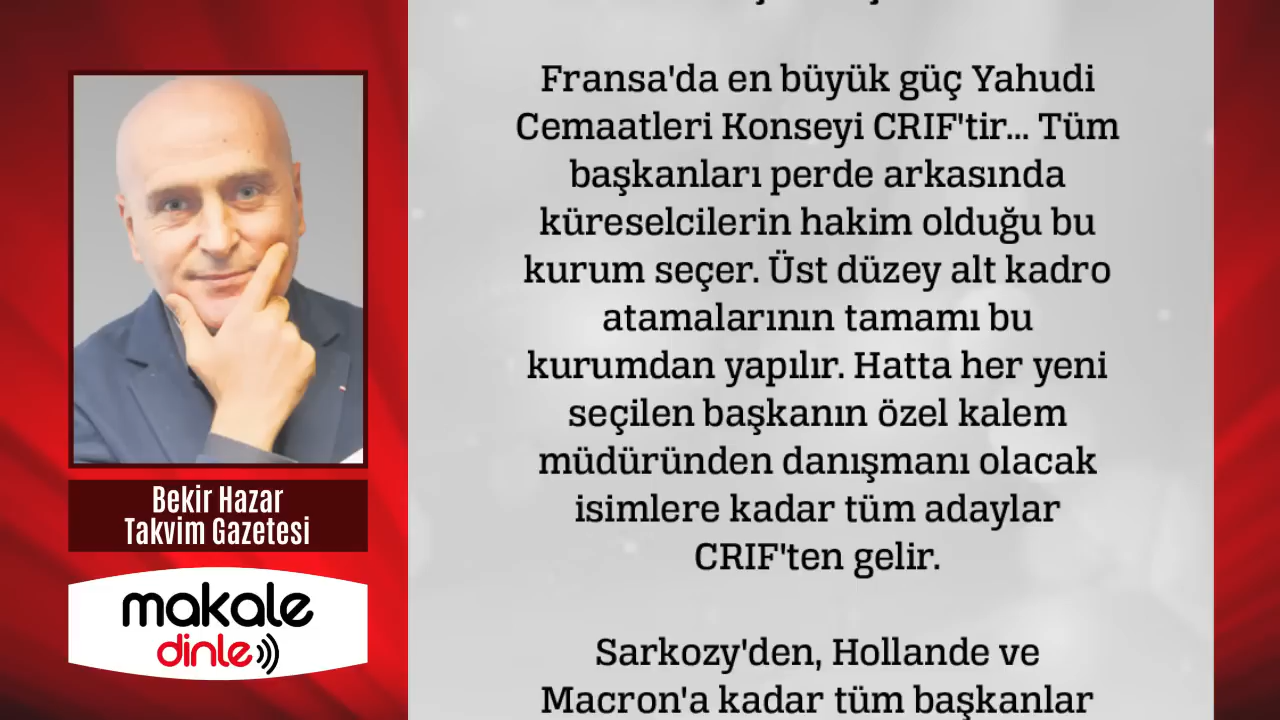 Fransa'da en büyük güç Yahudi
Cemaatleri Konseyi CRIF'tir... Tüm
başkanları perde arkasında
küreselcilerin hakim olduğu bu
kurum seçer. Üst düzey alt kadro
atamalarının tamamı bu
kurumdan yapılır. Hatta her yeni
seçilen başkanın özel kalem
müdüründen danışmanı olacak
isimlere kadar tüm adaylar
CRIF'ten gelir.
Sarkozy'den, Hollande ve
Macron'a kadar tüm başkanlar
Bekir Hazar
Takvim Gazetesi
makale
dinle